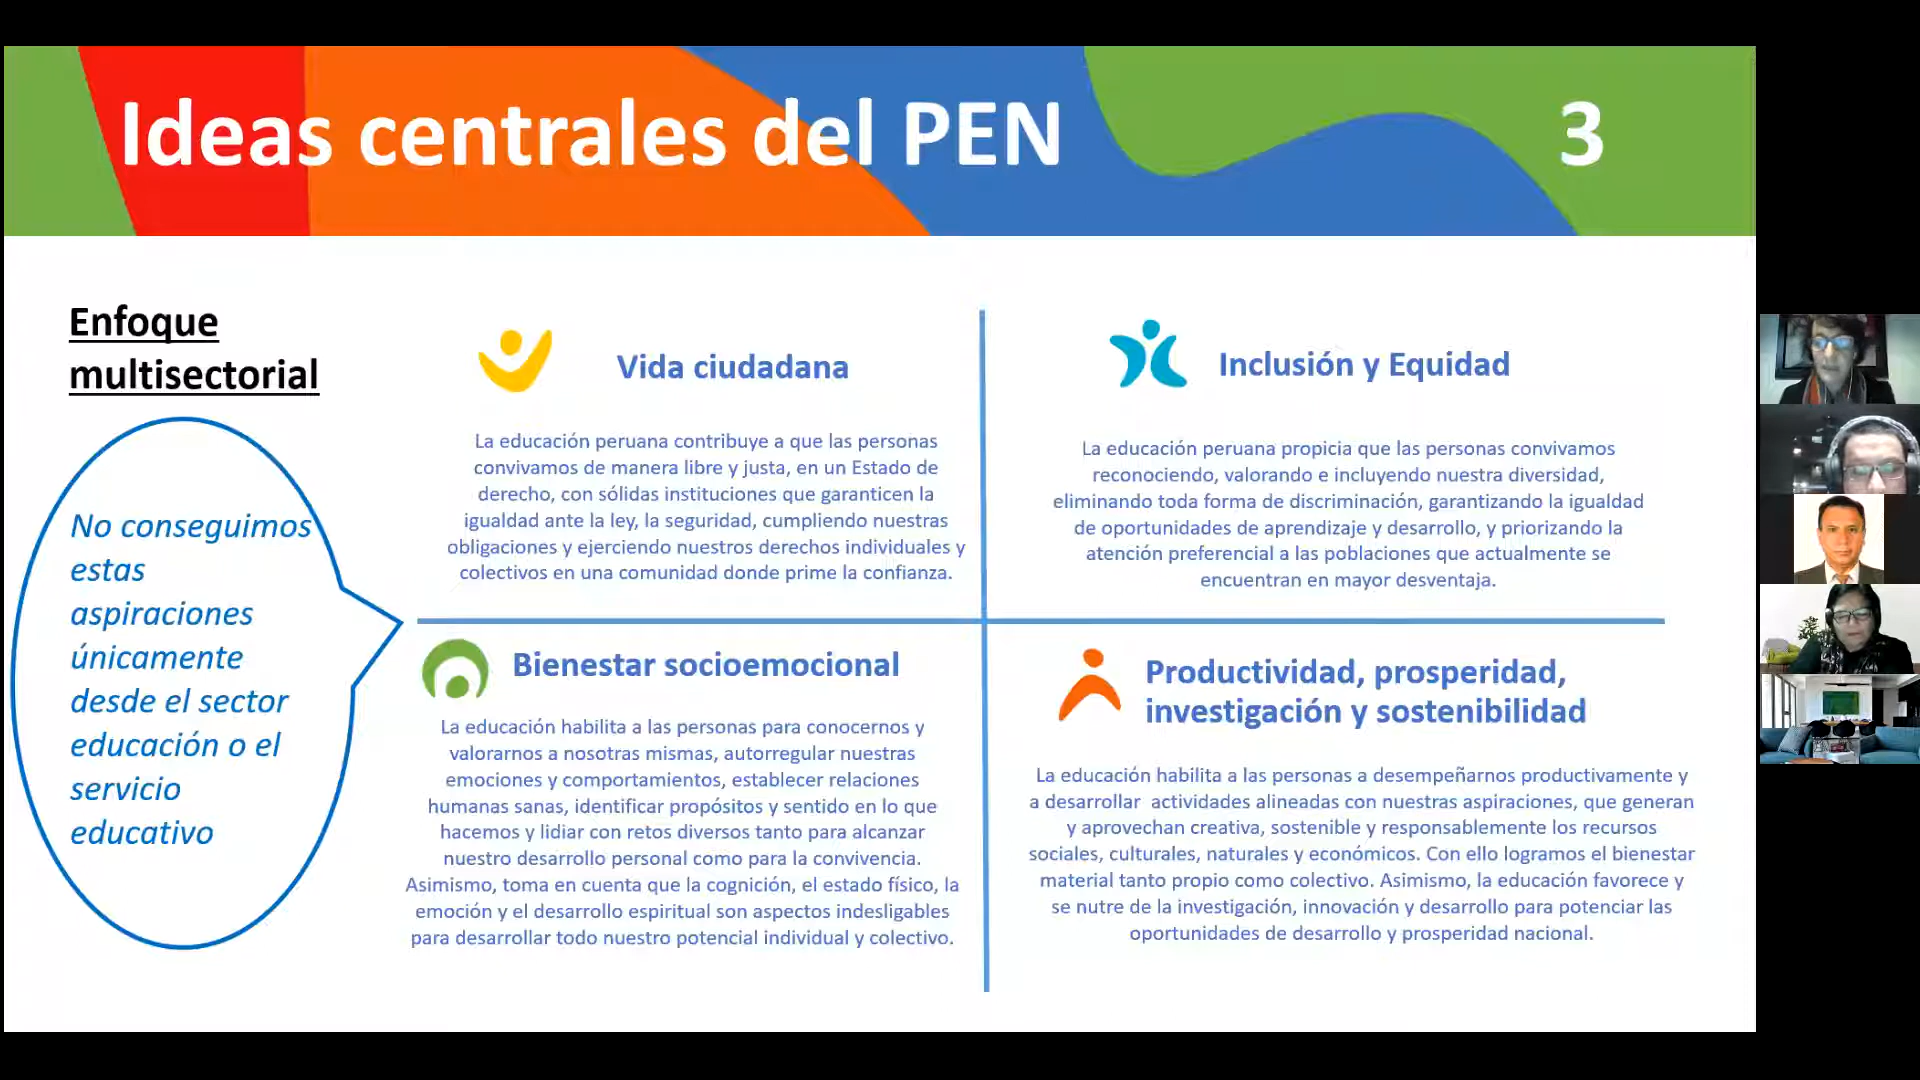 Ideas centrales del PEN
3
Enfoque
multisectorial
No conseguimos
estas
aspiraciones
únicamente
desde el sector
educación o el
servicio
educativo
Vida ciudadana
La educación peruana contribuye a que las personas
convivamos de manera libre y justa, en un Estado de
derecho, con sólidas instituciones que garanticen la
igualdad ante la ley, la seguridad, cumpliendo nuestras
obligaciones y ejerciendo nuestros derechos individuales y
colectivos en una comunidad donde prime la confianza.
Inclusión y Equidad
La educación peruana propicia que las personas convivamos
reconociendo, valorando e incluyendo nuestra diversidad,
eliminando toda forma de discriminación, garantizando la igualdad
de oportunidades de aprendizaje y desarrollo, y priorizando la
atención preferencial a las poblaciones que actualmente se
encuentran en mayor desventaja.
Bienestar socioemocional
La educación habilita a las personas para conocernos y
valorarnos a nosotras mismas, autorregular nuestras
emociones y comportamientos, establecer relaciones
humanas sanas, identificar propósitos y sentido en lo que
hacemos y lidiar con retos diversos tanto para alcanzar
nuestro desarrollo personal como para la convivencia.
Asimismo, toma en cuenta que la cognición, el estado físico, la
emoción y el desarrollo espiritual son aspectos indesligables
para desarrollar todo nuestro potencial individual y colectivo.
Productividad, prosperidad,
investigación y sostenibilidad
La educación habilita a las personas a desempeñarnos productivamente y
a desarrollar actividades alineadas con nuestras aspiraciones, que generan
y aprovechan creativa, sostenible y responsablemente los recursos
sociales, culturales, naturales y económicos. Con ello logramos el bienestar
material tanto propio como colectivo. Asimismo, la educación favorece y
se nutre de la investigación, innovación y desarrollo para potenciar las
oportunidades de desarrollo y prosperidad nacional.